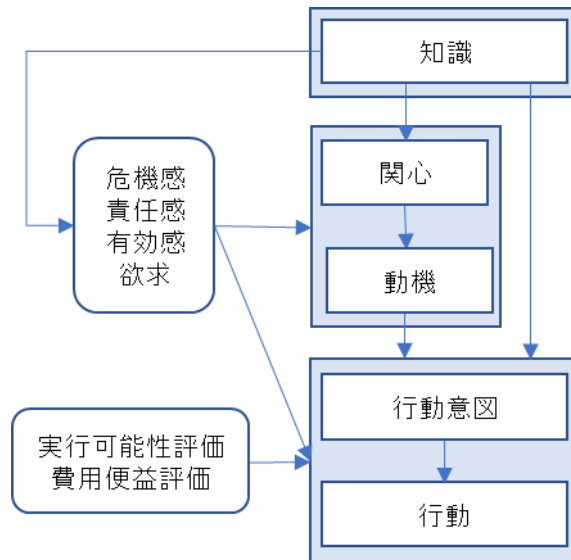 知識
関心
危機感
責任感
有効感
欲求
動機
行動意図
実行可能性評価
費用便益評価
行動